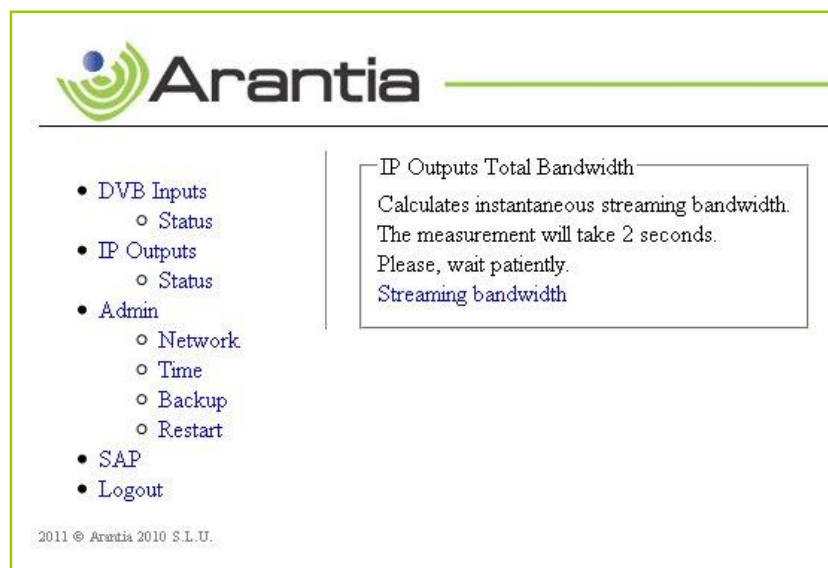 Arantia
DVB Inputs
Status
IP Outputs
Status
Admin
Network
Time
Backup
Restart
SAP
Logout
IP Outputs Total Bandwidth
Calculates instantaneous streaming bandwidth.
The measurement will take 2 seconds.
Please, wait patiently.
Streaming bandwidth
2011 © Arantia 2010 S.L.U.